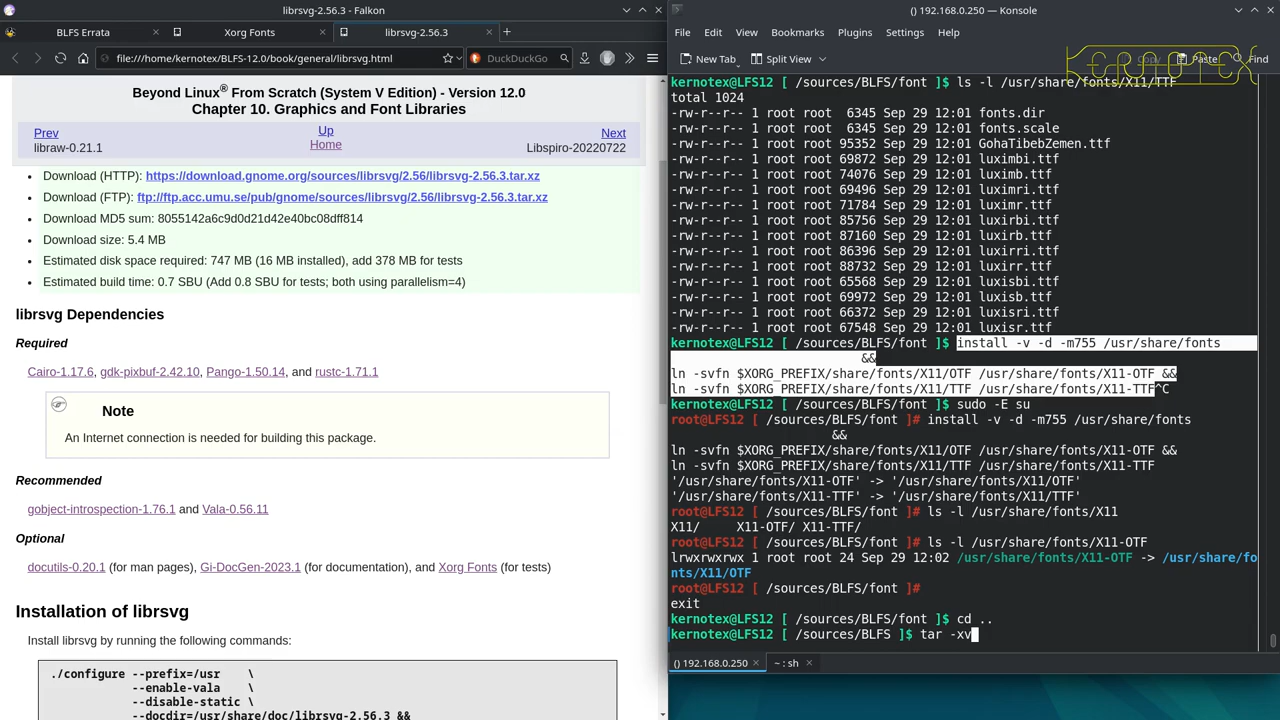 librsvg-2.56.3 - Falkon
BLFS Errata
Xorg Fonts
librsvg-2.56.3
file:///home/kernotex/BLFS-12.0/book/general/librsvg.html
DuckDuckGo
Beyond Linux® From Scratch (System V Edition) - Version 12.0
Chapter 10. Graphics and Font Libraries
Prev Up Next
libraw-0.21.1 Home Libspiro-20220722
• Download (HTTP): https://download.gnome.org/sources/librsvg/2.56/librsvg-2.56.3.tar.xz
• Download (FTP): ftp://ftp.acc.umu.se/pub/gnome/sources/librsvg/2.56/librsvg-2.56.3.tar.xz
• Download MD5 sum: 8055142a6c9d0d21d42e40bc08dff814
• Download size: 5.4 MB
• Estimated disk space required: 747 MB (16 MB installed), add 378 MB for tests
• Estimated build time: 0.7 SBU (Add 0.8 SBU for tests; both using parallelism=4)
librsvg Dependencies
Required
Cairo-1.17.6, gdk-pixbuf-2.42.10, Pango-1.50.14, and rustc-1.71.1
Note
An Internet connection is needed for building this package.
Recommended
gobject-introspection-1.76.1 and Vala-0.56.11
Optional
docutils-0.20.1 (for man pages), Gi-DocGen-2023.1 (for documentation), and Xorg Fonts (for tests)
Installation of librsvg
Install librsvg by running the following commands:
./configure --prefix=/usr \
--enable-vala \
--disable-static \
--docdir=/usr/share/doc/librsvg-2.56.3 &&
() 192.168.0.250 — Konsole
File Edit View Bookmarks Plugins Settings Help
New Tab Split View Copy Paste Find
KERNOTEX
kernotex@LFS12 [ /sources/BLFS/font ]$ ls -l /usr/share/fonts/X11/TTF
total 1024
-rw-r--r-- 1 root root  6345 Sep 29 12:01 fonts.dir
-rw-r--r-- 1 root root  6345 Sep 29 12:01 fonts.scale
-rw-r--r-- 1 root root 95352 Sep 29 12:01 GohaTibebZemen.ttf
-rw-r--r-- 1 root root 69872 Sep 29 12:01 luximbi.ttf
-rw-r--r-- 1 root root 74076 Sep 29 12:01 luximb.ttf
-rw-r--r-- 1 root root 69496 Sep 29 12:01 luximri.ttf
-rw-r--r-- 1 root root 71784 Sep 29 12:01 luximr.ttf
-rw-r--r-- 1 root root 85756 Sep 29 12:01 luxirbi.ttf
-rw-r--r-- 1 root root 87160 Sep 29 12:01 luxirb.ttf
-rw-r--r-- 1 root root 86396 Sep 29 12:01 luxirri.ttf
-rw-r--r-- 1 root root 88732 Sep 29 12:01 luxirr.ttf
-rw-r--r-- 1 root root 65568 Sep 29 12:01 luxisbi.ttf
-rw-r--r-- 1 root root 69972 Sep 29 12:01 luxisb.ttf
-rw-r--r-- 1 root root 66372 Sep 29 12:01 luxisri.ttf
-rw-r--r-- 1 root root 67548 Sep 29 12:01 luxisr.ttf
kernotex@LFS12 [ /sources/BLFS/font ]$ install -v -d -m755 /usr/share/fonts
&&
ln -svfn $XORG_PREFIX/share/fonts/X11/OTF /usr/share/fonts/X11-OTF &&
ln -svfn $XORG_PREFIX/share/fonts/X11/TTF /usr/share/fonts/X11-TTF^C
kernotex@LFS12 [ /sources/BLFS/font ]$ sudo -E su
root@LFS12 [ /sources/BLFS/font ]# install -v -d -m755 /usr/share/fonts
&&
ln -svfn $XORG_PREFIX/share/fonts/X11/OTF /usr/share/fonts/X11-OTF &&
ln -svfn $XORG_PREFIX/share/fonts/X11/TTF /usr/share/fonts/X11-TTF
'/usr/share/fonts/X11-OTF' -> '/usr/share/fonts/X11/OTF'
'/usr/share/fonts/X11-TTF' -> '/usr/share/fonts/X11/TTF'
root@LFS12 [ /sources/BLFS/font ]# ls -l /usr/share/fonts/X11
X11/ X11-OTF/ X11-TTF/
root@LFS12 [ /sources/BLFS/font ]# ls -l /usr/share/fonts/X11-OTF
lrwxrwxrwx 1 root root 24 Sep 29 12:02 /usr/share/fonts/X11-OTF -> /usr/share/fo
nts/X11/OTF
root@LFS12 [ /sources/BLFS/font ]#
exit
kernotex@LFS12 [ /sources/BLFS/font ]$ cd ..
kernotex@LFS12 [ /sources/BLFS ]$ tar -xv
() 192.168.0.250
~ : sh